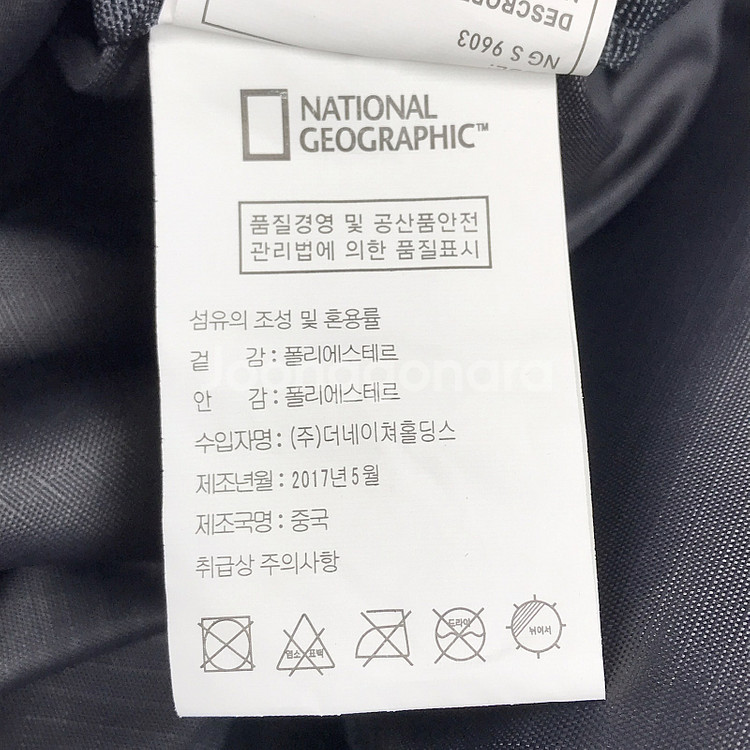 DESCRO
NG S 9603
NATIONAL
GEOGRAPHIC™
품질경영 및 공산품안전
관리법에 의한 품질표시
섬유의 조성 및 혼용률
겉 감 : 폴리에스테르
안 감 : 폴리에스테르
수입자명 : (주)더네이쳐홀딩스
제조년월 : 2017년 5월
제조국명 : 중국
취급상 주의사항
염소 표백
드라이
뉘어서
Joongonara